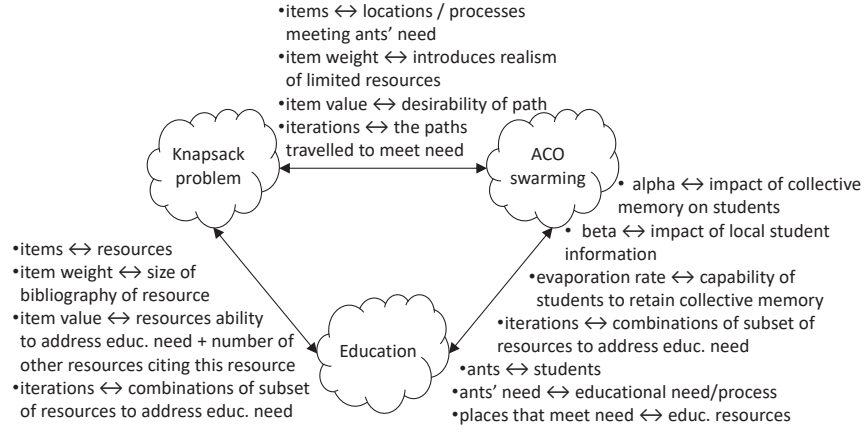 •items ↔ locations / processes
meeting ants’ need
•item weight ↔ introduces realism
of limited resources
•item value ↔ desirability of path
•iterations ↔ the paths
travelled to meet need
Knapsack
problem
ACO
swarming
• alpha ↔ impact of collective
memory on students
• beta ↔ impact of local student
information
•evaporation rate ↔ capability of
students to retain collective memory
•iterations ↔ combinations of subset of
resources to address educ. need
•ants ↔ students
•ants’ need ↔ educational need/process
•places that meet need ↔ educ. resources
•items ↔ resources
•item weight ↔ size of
bibliography of resource
•item value ↔ resources ability
to address educ. need + number of
other resources citing this resource
•iterations ↔ combinations of subset
of resources to address educ. need
Education